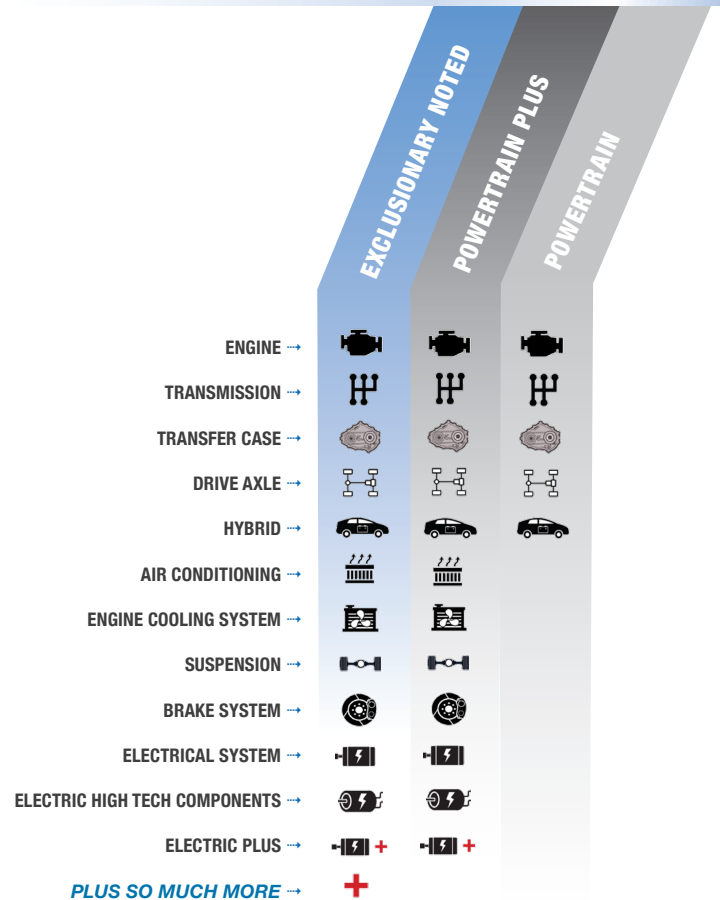 EXCLUSIONARY NOTED
POWERTRAIN PLUS
POWERTRAIN
ENGINE
TRANSMISSION
TRANSFER CASE
DRIVE AXLE
HYBRID
AIR CONDITIONING
ENGINE COOLING SYSTEM
SUSPENSION
BRAKE SYSTEM
ELECTRICAL SYSTEM
ELECTRIC HIGH TECH COMPONENTS
ELECTRIC PLUS
PLUS SO MUCH MORE